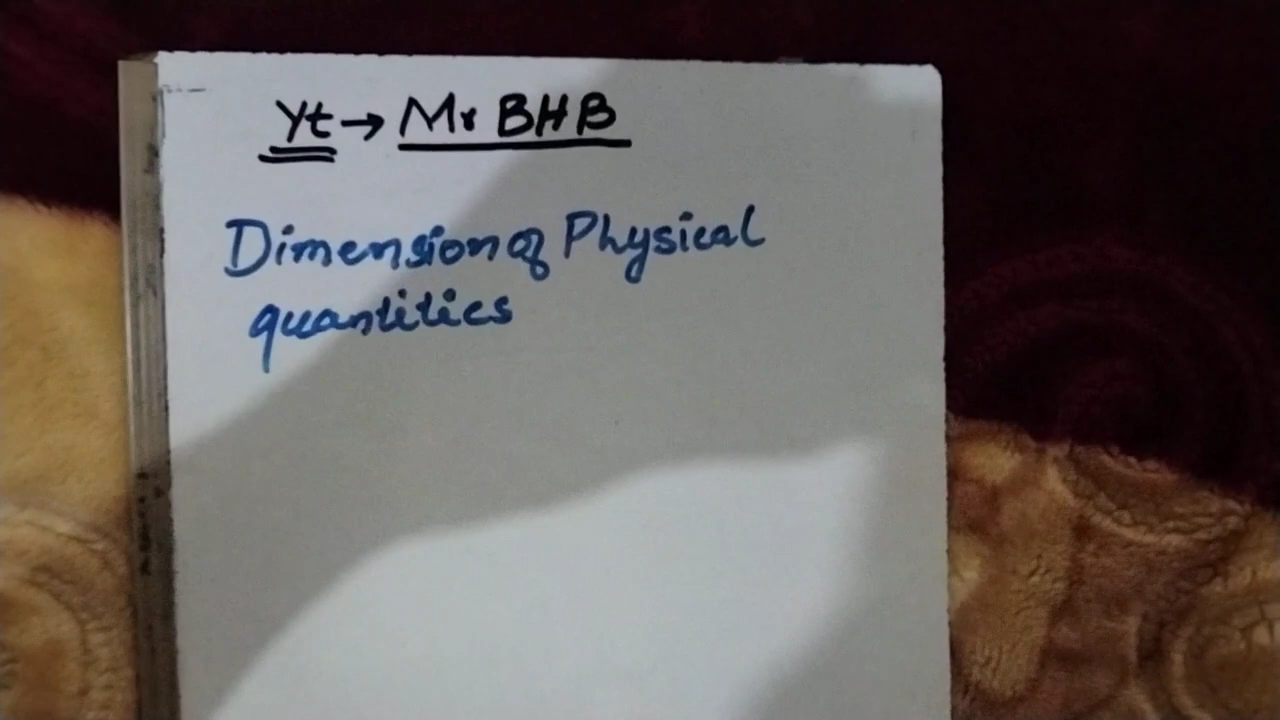 Yt → Mr BHB
Dimension of Physical
quantities